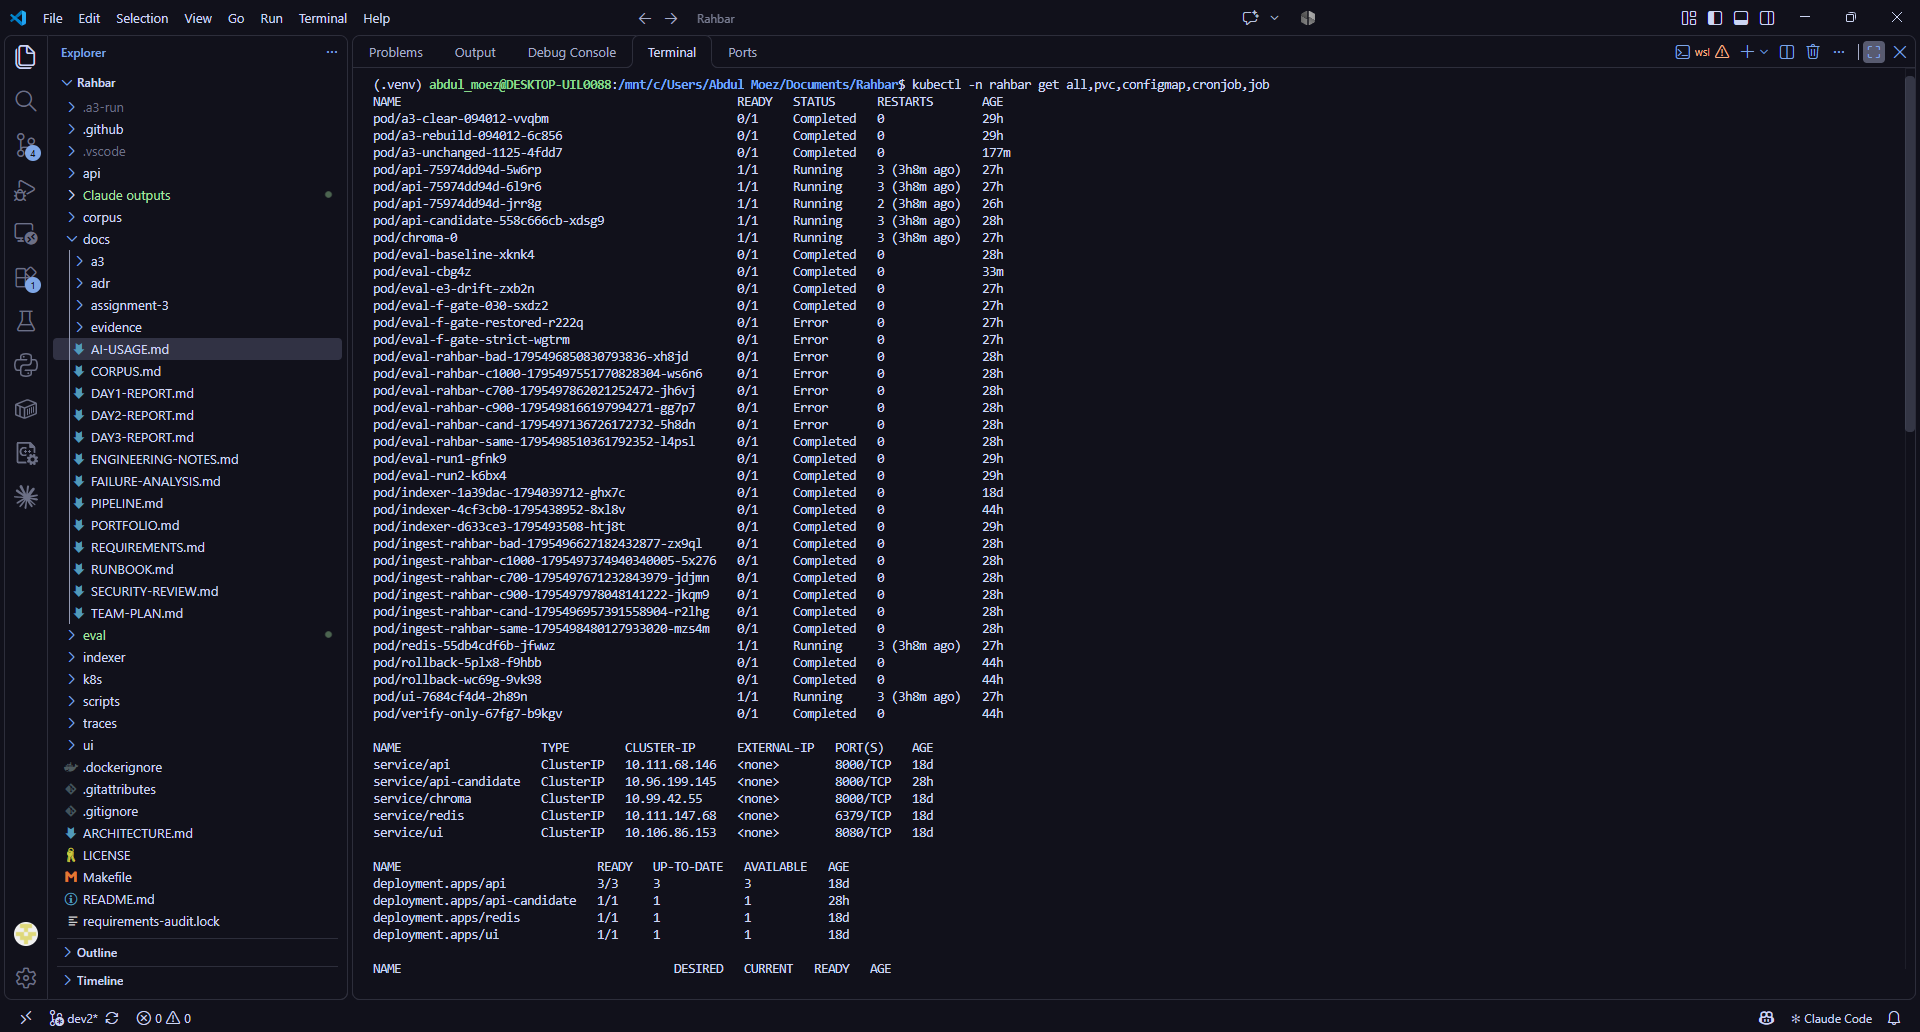 File Edit Selection View Go Run Terminal Help
Rahbar
Explorer
Rahbar
.a3-run
.github
.vscode
api
Claude outputs
corpus
docs
a3
adr
assignment-3
evidence
AI-USAGE.md
CORPUS.md
DAY1-REPORT.md
DAY2-REPORT.md
DAY3-REPORT.md
ENGINEERING-NOTES.md
FAILURE-ANALYSIS.md
PIPELINE.md
PORTFOLIO.md
REQUIREMENTS.md
RUNBOOK.md
SECURITY-REVIEW.md
TEAM-PLAN.md
eval
indexer
k8s
scripts
traces
ui
.dockerignore
.gitattributes
.gitignore
ARCHITECTURE.md
LICENSE
Makefile
README.md
requirements-audit.lock
Outline
Timeline
4
1
Problems Output Debug Console Terminal Ports
wsl
(.venv) abdul_moez@DESKTOP-UIL0088:/mnt/c/Users/Abdul Moez/Documents/Rahbar$ kubectl -n rahbar get all,pvc,configmap,cronjob,job
NAME READY STATUS RESTARTS AGE
pod/a3-clear-094012-vvqbm 0/1 Completed 0 29h
pod/a3-rebuild-094012-6c856 0/1 Completed 0 29h
pod/a3-unchanged-1125-4fdd7 0/1 Completed 0 177m
pod/api-75974dd94d-5w6rp 1/1 Running 3 (3h8m ago) 27h
pod/api-75974dd94d-6l9r6 1/1 Running 3 (3h8m ago) 27h
pod/api-75974dd94d-jrr8g 1/1 Running 2 (3h8m ago) 26h
pod/api-candidate-558c666cb-xdsg9 1/1 Running 3 (3h8m ago) 28h
pod/chroma-0 1/1 Running 3 (3h8m ago) 27h
pod/eval-baseline-xknk4 0/1 Completed 0 28h
pod/eval-cbg4z 0/1 Completed 0 33m
pod/eval-e3-drift-zxb2n 0/1 Completed 0 27h
pod/eval-f-gate-030-sxdz2 0/1 Completed 0 27h
pod/eval-f-gate-restored-r222q 0/1 Error 0 27h
pod/eval-f-gate-strict-wgtrm 0/1 Error 0 27h
pod/eval-rahbar-bad-1795496850830793836-xh8jd 0/1 Error 0 28h
pod/eval-rahbar-c1000-1795497551770828304-ws6n6 0/1 Error 0 28h
pod/eval-rahbar-c700-1795497862021252472-jh6vj 0/1 Error 0 28h
pod/eval-rahbar-c900-1795498166197994271-gg7p7 0/1 Error 0 28h
pod/eval-rahbar-cand-1795497136726172732-5h8dn 0/1 Error 0 28h
pod/eval-rahbar-same-1795498510361792352-l4psl 0/1 Completed 0 28h
pod/eval-run1-gfnk9 0/1 Completed 0 29h
pod/eval-run2-k6bx4 0/1 Completed 0 29h
pod/indexer-1a39dac-1794039712-ghx7c 0/1 Completed 0 18d
pod/indexer-4cf3cb0-1795438952-8xl8v 0/1 Completed 0 44h
pod/indexer-d633ce3-1795493508-htj8t 0/1 Completed 0 29h
pod/ingest-rahbar-bad-1795496627182432877-zx9ql 0/1 Completed 0 28h
pod/ingest-rahbar-c1000-1795497374940340005-5x276 0/1 Completed 0 28h
pod/ingest-rahbar-c700-1795497671232843979-jdjmn 0/1 Completed 0 28h
pod/ingest-rahbar-c900-1795497978048141222-jkqm9 0/1 Completed 0 28h
pod/ingest-rahbar-cand-1795496957391558904-r2lhg 0/1 Completed 0 28h
pod/ingest-rahbar-same-1795498480127933020-mzs4m 0/1 Completed 0 28h
pod/redis-55db4cdf6b-jfwwz 1/1 Running 3 (3h8m ago) 27h
pod/rollback-5plx8-f9hbb 0/1 Completed 0 44h
pod/rollback-wc69g-9vk98 0/1 Completed 0 44h
pod/ui-7684cf4d4-2h89n 1/1 Running 3 (3h8m ago) 27h
pod/verify-only-67fg7-b9kgv 0/1 Completed 0 44h
NAME TYPE CLUSTER-IP EXTERNAL-IP PORT(S) AGE
service/api ClusterIP 10.111.68.146 <none> 8000/TCP 18d
service/api-candidate ClusterIP 10.96.199.145 <none> 8000/TCP 28h
service/chroma ClusterIP 10.99.42.55 <none> 8000/TCP 18d
service/redis ClusterIP 10.111.147.68 <none> 6379/TCP 18d
service/ui ClusterIP 10.106.86.153 <none> 8080/TCP 18d
NAME READY UP-TO-DATE AVAILABLE AGE
deployment.apps/api 3/3 3 3 18d
deployment.apps/api-candidate 1/1 1 1 28h
deployment.apps/redis 1/1 1 1 18d
deployment.apps/ui 1/1 1 1 18d
NAME DESIRED CURRENT READY AGE
dev2* 0 0 Claude Code